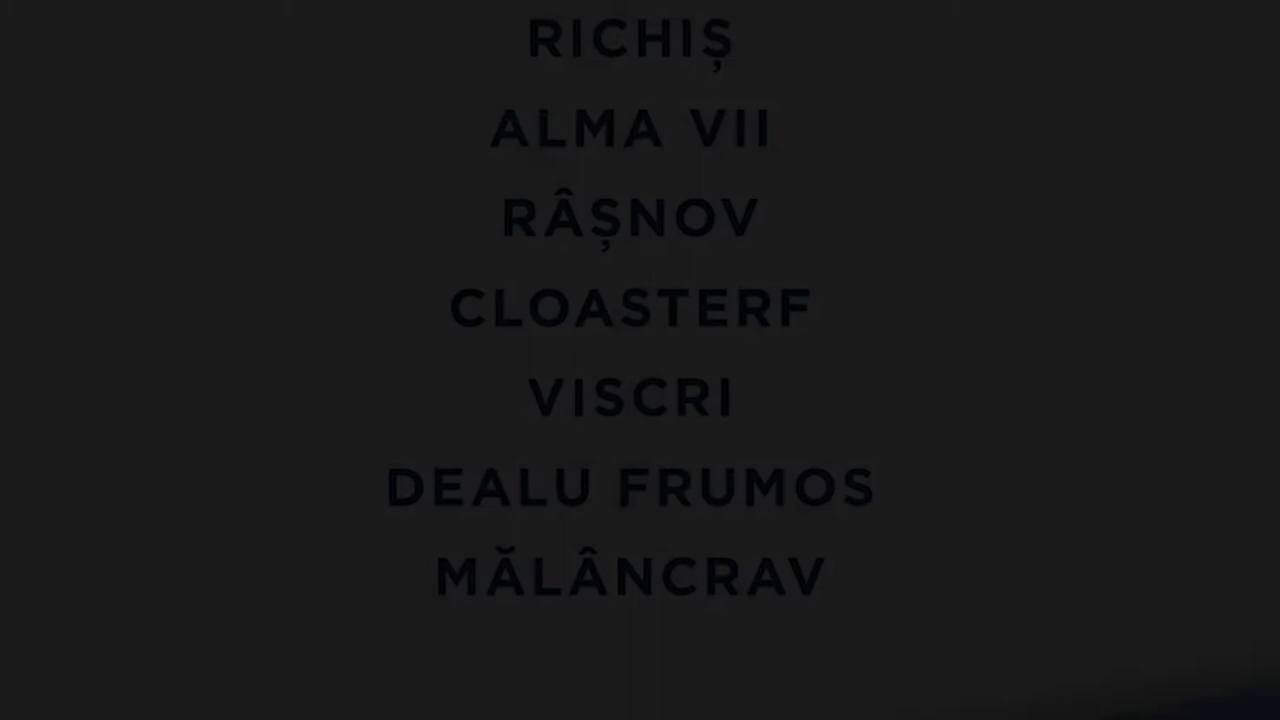 RICHIȘ
ALMA VII
RÂȘNOV
CLOASTERF
VISCRI
DEALU FRUMOS
MĂLÂNCRAV